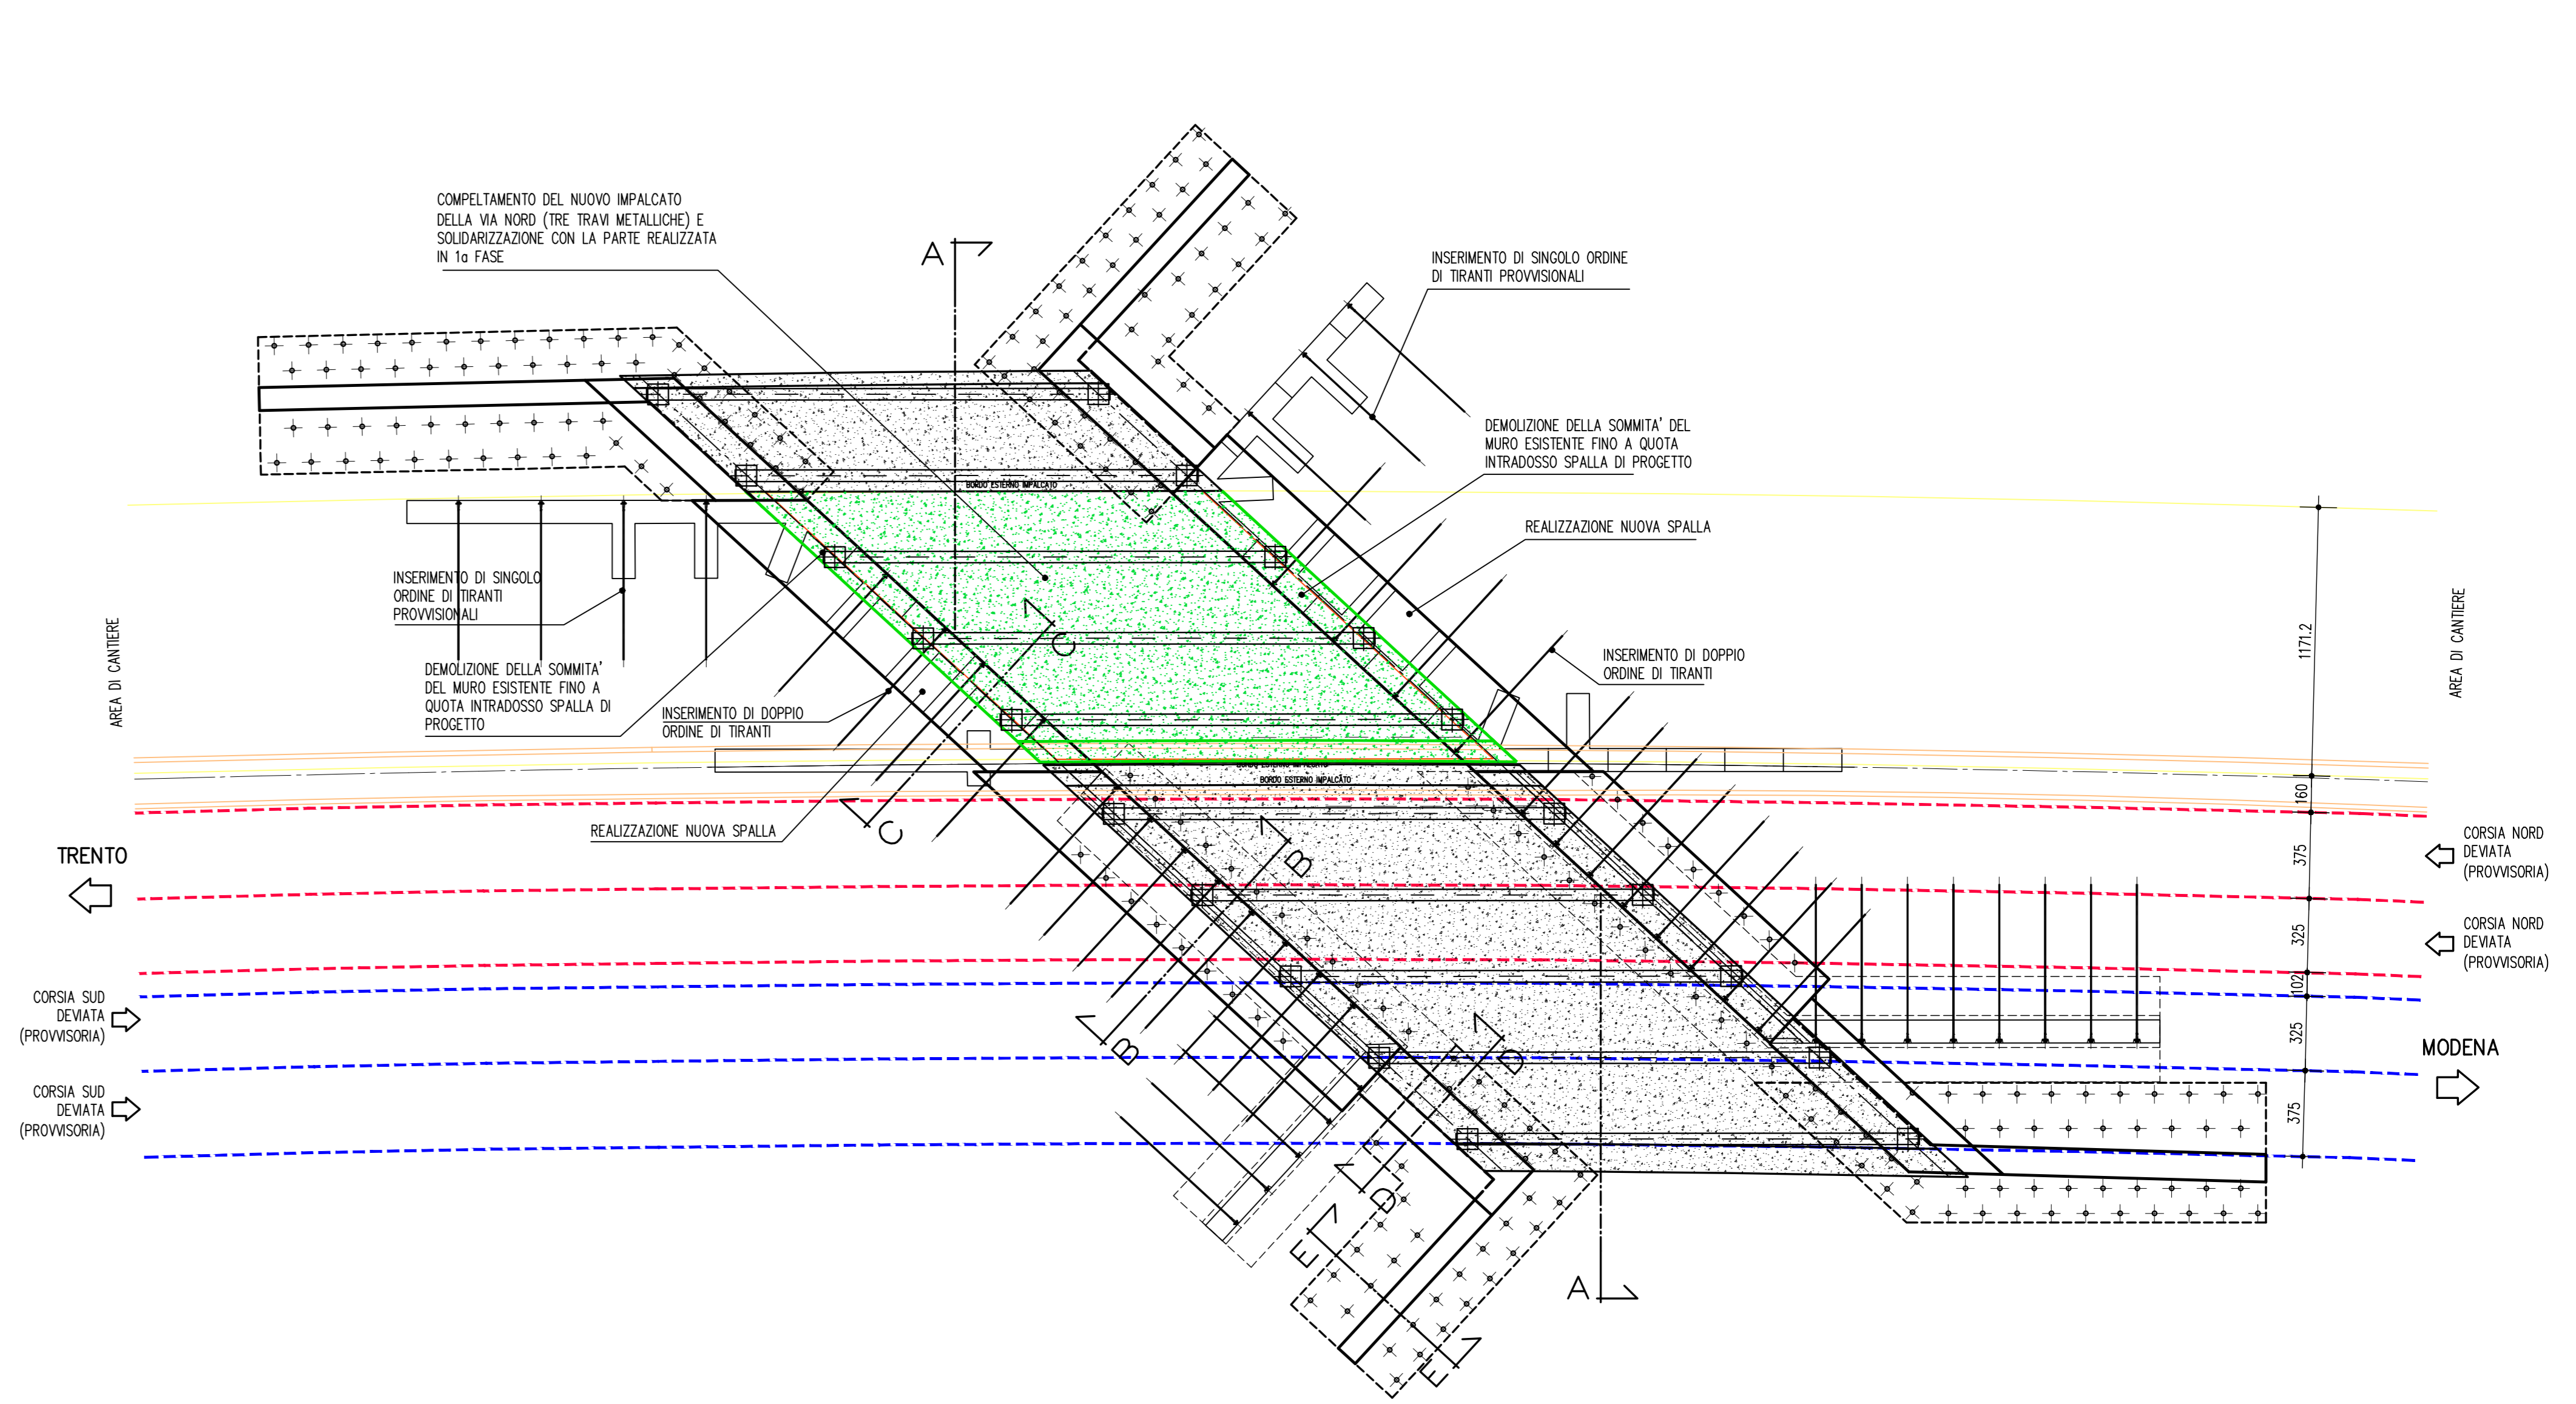 COMPELTAMENTO DEL NUOVO IMPALCATO
DELLA VIA NORD (TRE TRAVI METALLICHE) E
SOLIDARIZZAZIONE CON LA PARTE REALIZZATA
IN 1a FASE
A
INSERIMENTO DI SINGOLO ORDINE
DI TIRANTI PROVVISIONALI
DEMOLIZIONE DELLA SOMMITA' DEL
MURO ESISTENTE FINO A QUOTA
INTRADOSSO SPALLA DI PROGETTO
BORDO ESTERNO IMPALCATO
REALIZZAZIONE NUOVA SPALLA
INSERIMENTO DI SINGOLO
ORDINE DI TIRANTI
PROVVISIONALI
AREA DI CANTIERE
DEMOLIZIONE DELLA SOMMITA'
DEL MURO ESISTENTE FINO A
QUOTA INTRADOSSO SPALLA DI
PROGETTO
INSERIMENTO DI DOPPIO
ORDINE DI TIRANTI
C
INSERIMENTO DI DOPPIO
ORDINE DI TIRANTI
1171.2
AREA DI CANTIERE
BORDO ESTERNO IMPALCATO
BORDO ESTERNO IMPALCATO
REALIZZAZIONE NUOVA SPALLA
C
B
160
375
325
102
325
375
TRENTO
CORSIA NORD
DEVIATA
(PROVVISORIA)
CORSIA NORD
DEVIATA
(PROVVISORIA)
CORSIA SUD
DEVIATA
(PROVVISORIA)
B
D
MODENA
CORSIA SUD
DEVIATA
(PROVVISORIA)
D
E
A
E